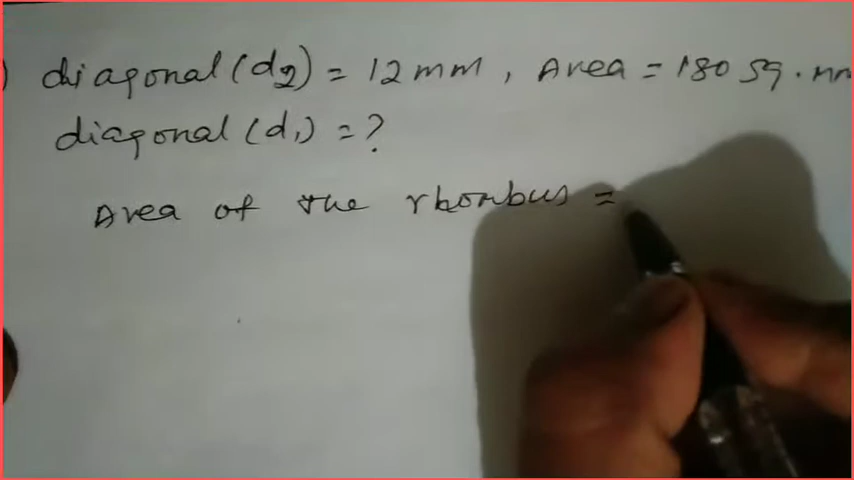 ) diagonal (d2) = 12 mm , Area = 180 sq. mm
diagonal (d1) = ?
Area of the rhombus =